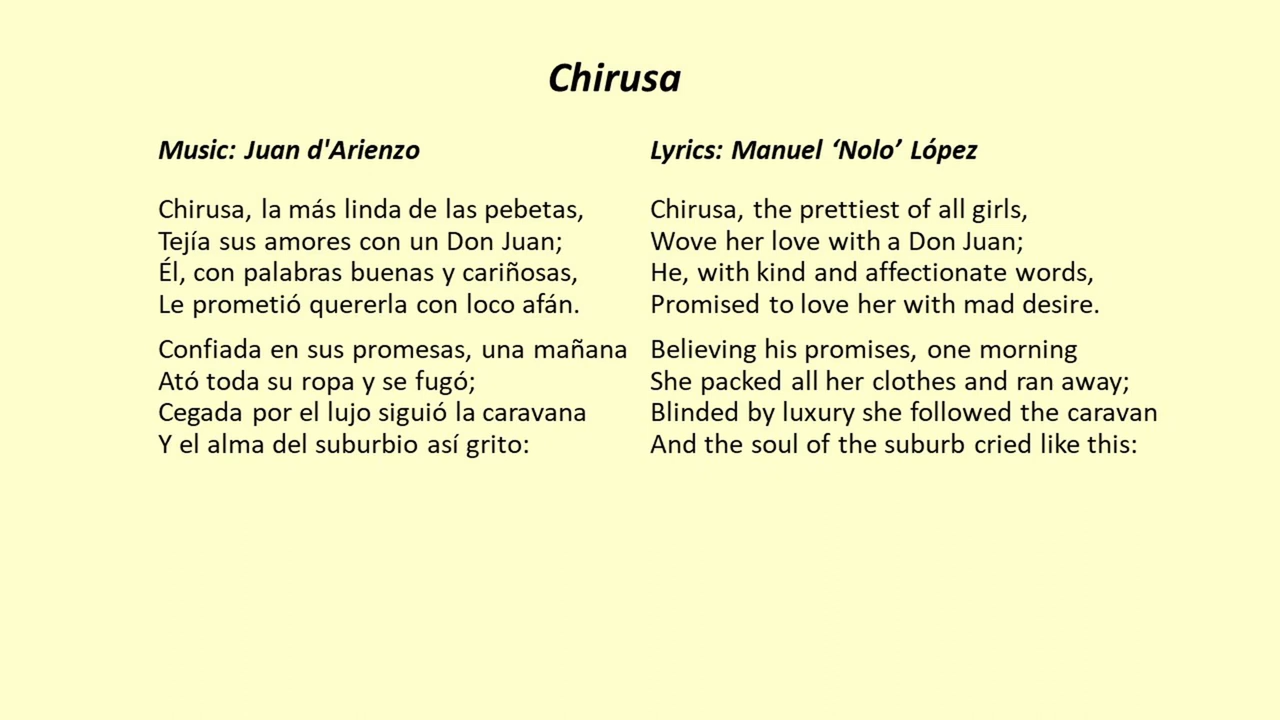 Chirusa
Music: Juan d'Arienzo
Chirusa, la más linda de las pebetas,
Tejía sus amores con un Don Juan;
Él, con palabras buenas y cariñosas,
Le prometió quererla con loco afán.
Confiada en sus promesas, una mañana
Ató toda su ropa y se fugó;
Cegada por el lujo siguió la caravana
Y el alma del suburbio así grito:
Lyrics: Manuel ‘Nolo’ López
Chirusa, the prettiest of all girls,
Wove her love with a Don Juan;
He, with kind and affectionate words,
Promised to love her with mad desire.
Believing his promises, one morning
She packed all her clothes and ran away;
Blinded by luxury she followed the caravan
And the soul of the suburb cried like this: